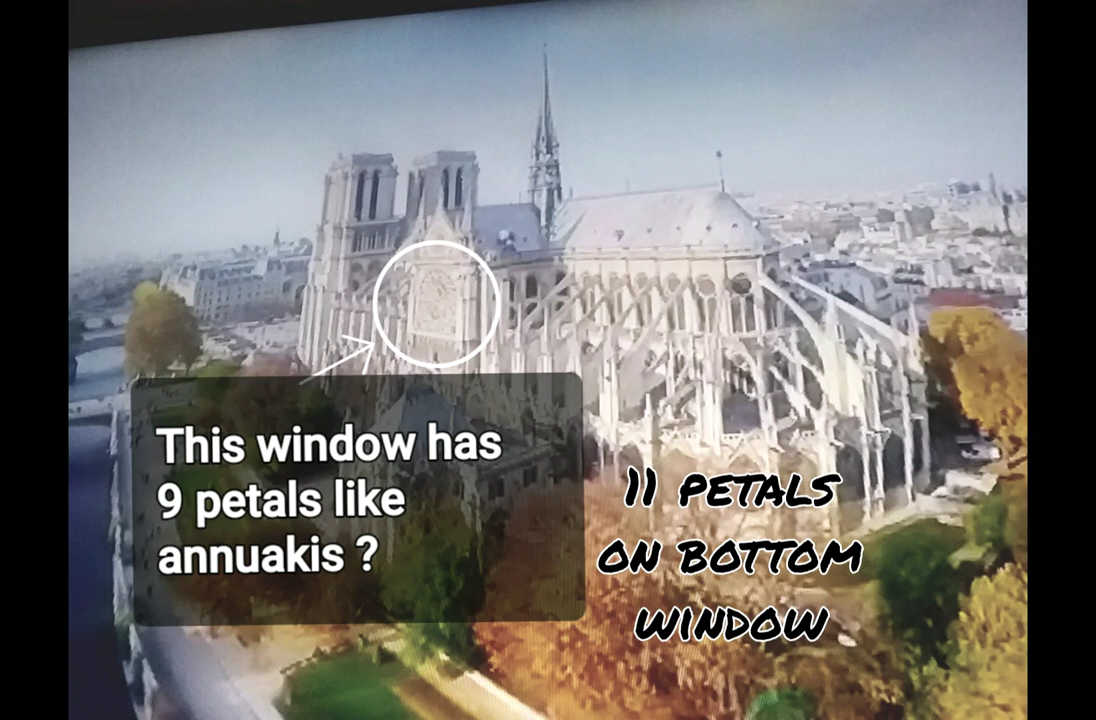 This window has
9 petals like
annuakis ?
11 PETALS
ON BOTTOM
WINDOW